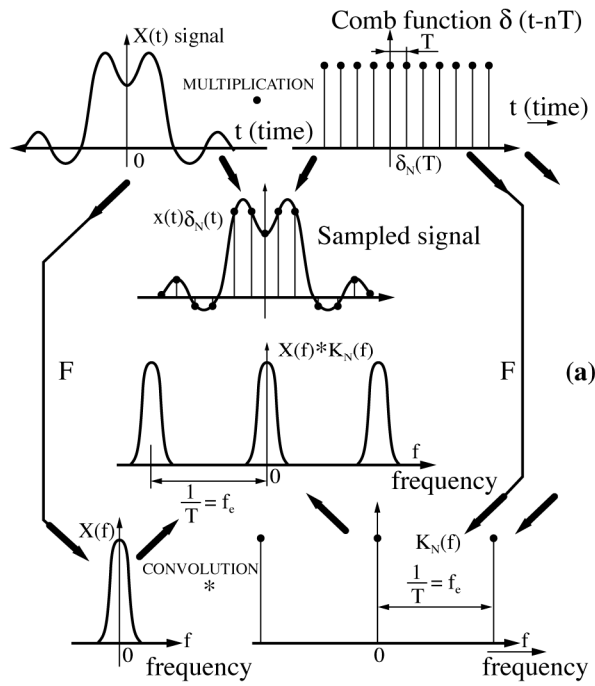 Comb function δ (t-nT)
X(t) signal
T
MULTIPLICATION
•
t (time)
t (time)
0
δN(T)
x(t)δN(t)
Sampled signal
X(f)*KN(f)
F
F
(a)
f
0
frequency
1/T = fe
X(f)
KN(f)
CONVOLUTION
*
1/T = fe
0
f
0
f
frequency
frequency